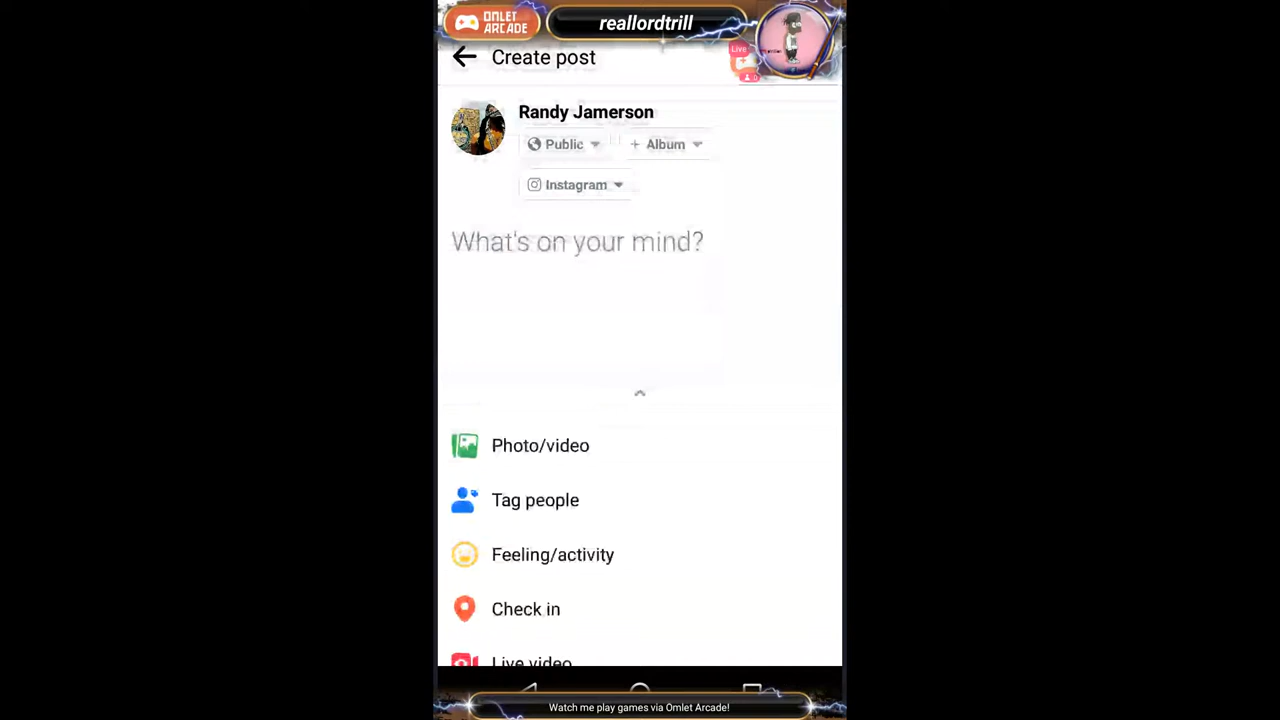 OMLET
ARCADE
reallordtrill
Create post
Live
Randy Jamerson
Public
+ Album
Instagram
What's on your mind?
Photo/video
Tag people
Feeling/activity
Check in
Live video
Watch me play games via Omlet Arcade!